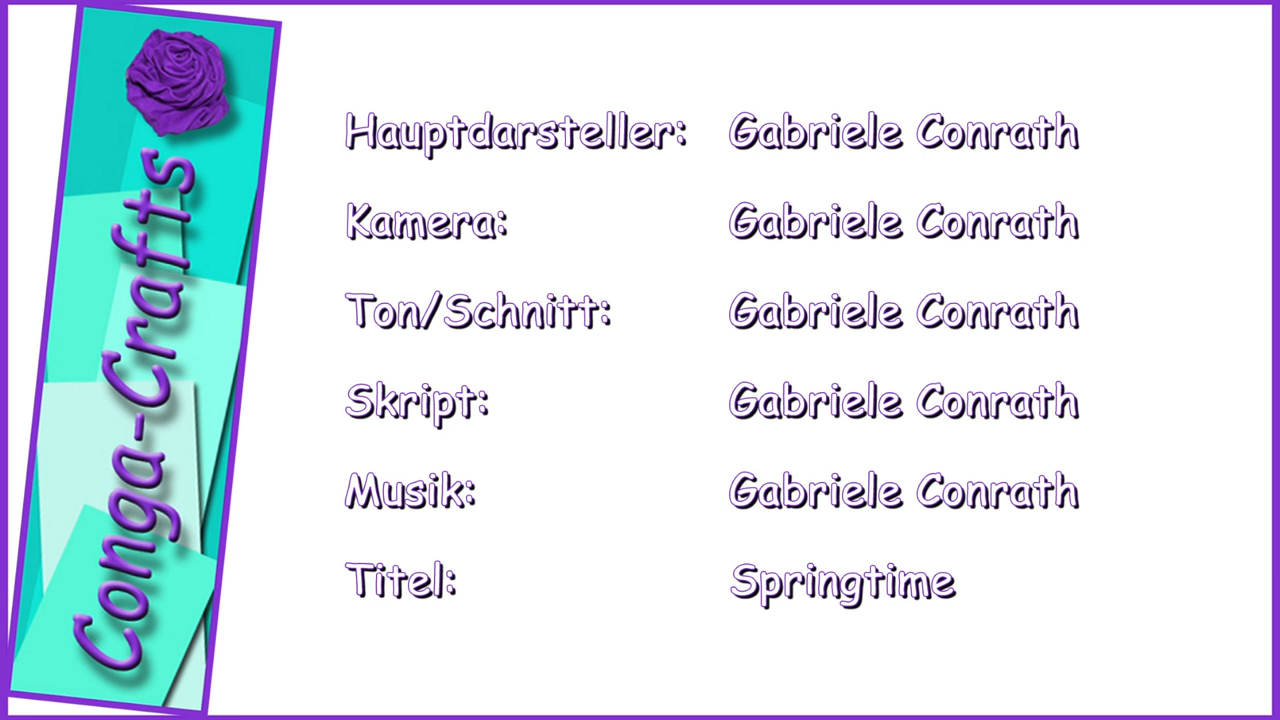 Conga-Crafts
Hauptdarsteller: Gabriele Conrath
Kamera: Gabriele Conrath
Ton/Schnitt: Gabriele Conrath
Skript: Gabriele Conrath
Musik: Gabriele Conrath
Titel: Springtime